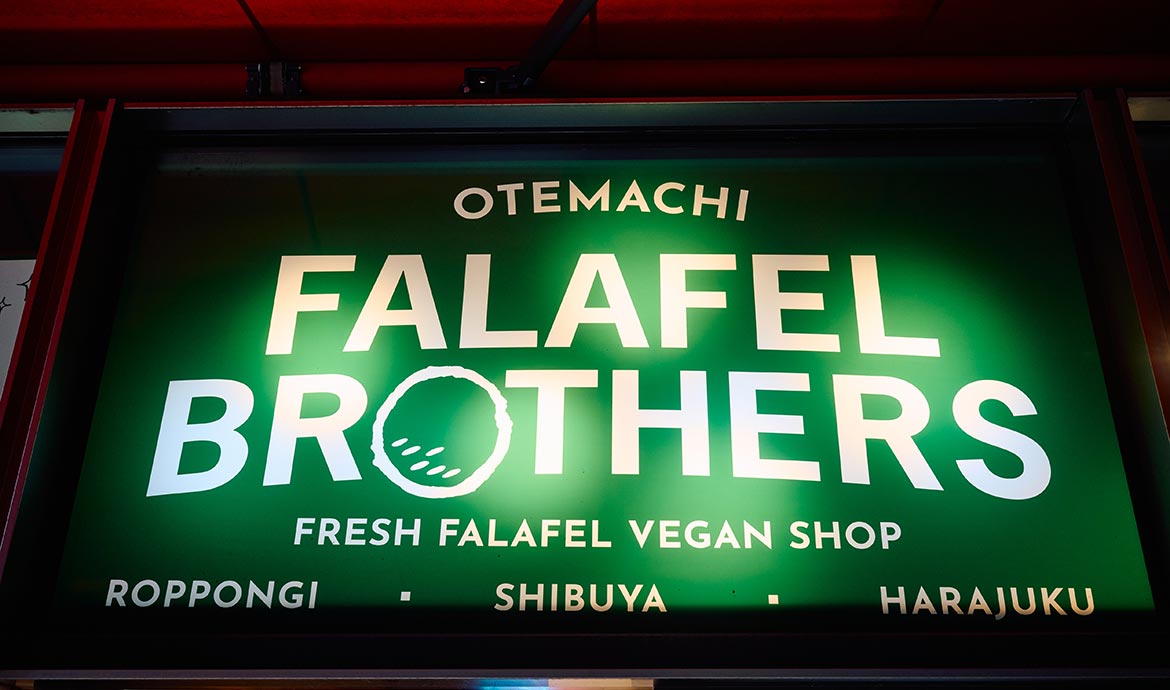 OTEMACHI
FALAFEL
BROTHERS
FRESH FALAFEL VEGAN SHOP
ROPPONGI · SHIBUYA · HARAJUKU